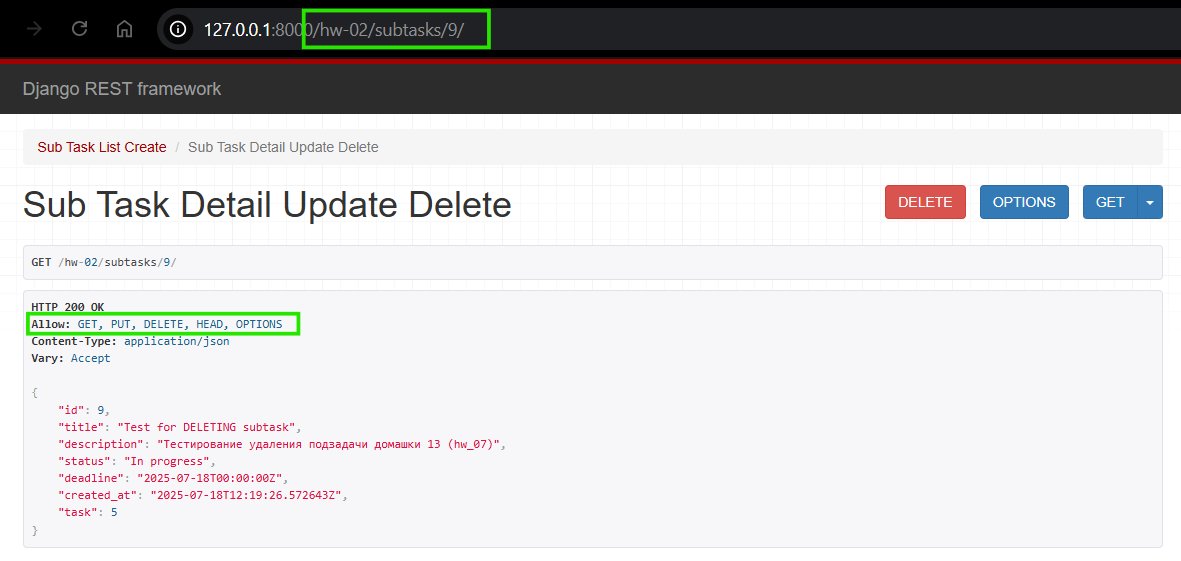 127.0.0.1:8000/hw-02/subtasks/9/
Django REST framework
Sub Task List Create / Sub Task Detail Update Delete
Sub Task Detail Update Delete
DELETE
OPTIONS
GET
GET /hw-02/subtasks/9/
HTTP 200 OK
Allow: GET, PUT, DELETE, HEAD, OPTIONS
Content-Type: application/json
Vary: Accept
{
"id": 9,
"title": "Test for DELETING subtask",
"description": "Тестирование удаления подзадачи домашки 13 (hw_07)",
"status": "In progress",
"deadline": "2025-07-18T00:00:00Z",
"created_at": "2025-07-18T12:19:26.572643Z",
"task": 5
}